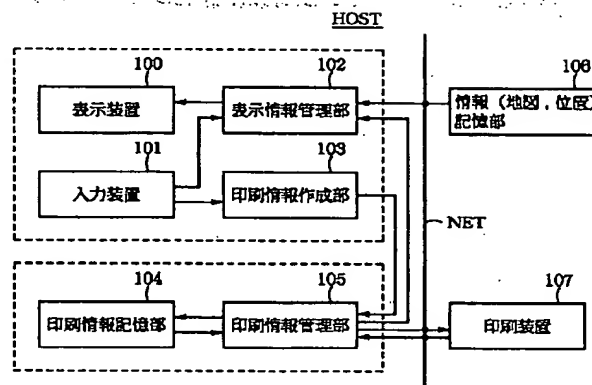 HOST
100
102
106
表示装置
表示情報管理部
情報(地図,位置)
記憶部
101
103
入力装置
印刷情報作成部
NET
104
105
107
印刷情報記憶部
印刷情報管理部
印刷装置